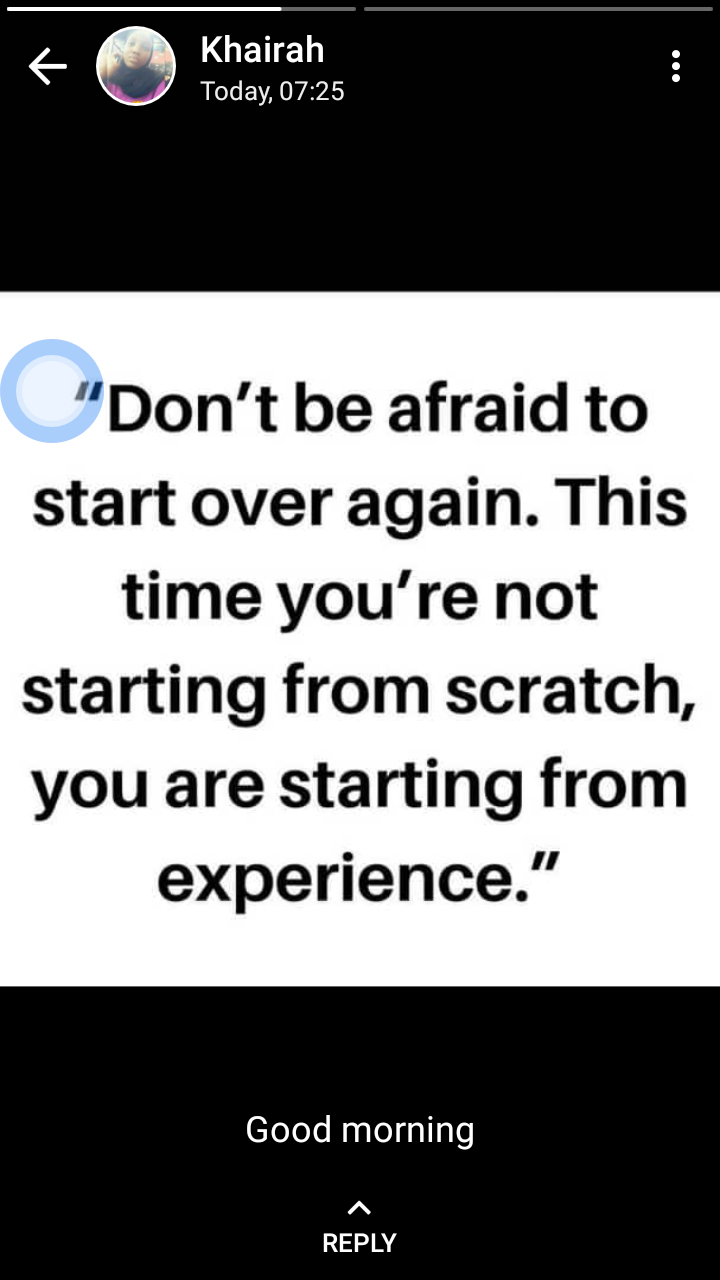 Khairah
Today, 07:25
"Don't be afraid to
start over again. This
time you're not
starting from scratch,
you are starting from
experience."
Good morning
REPLY